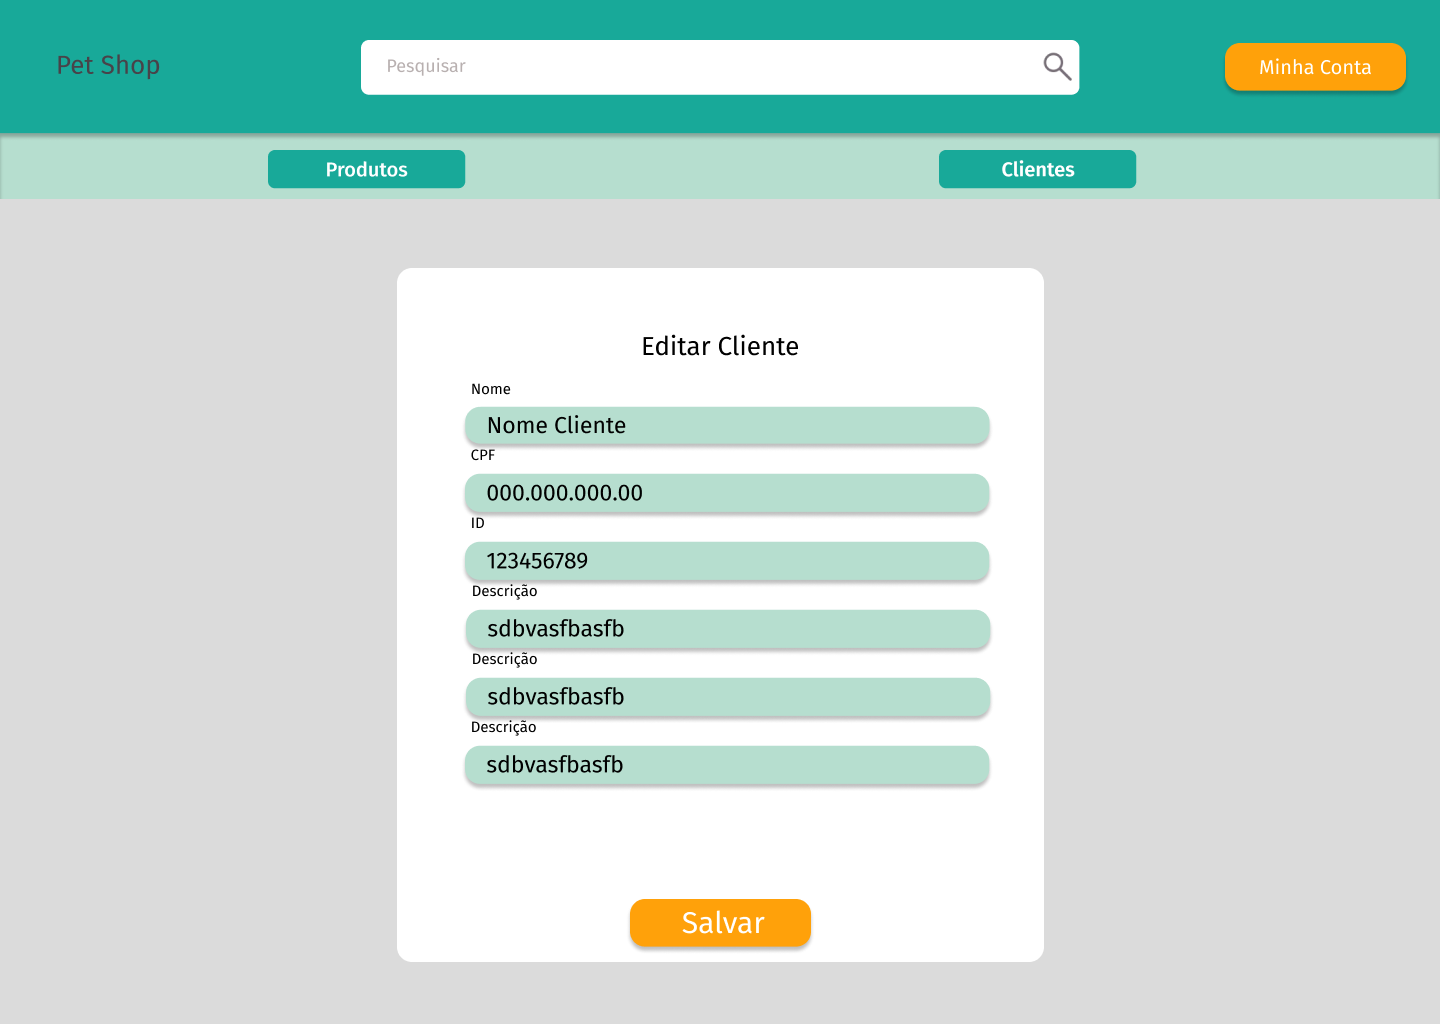 Pet Shop
Pesquisar
Minha Conta
Produtos
Clientes
Editar Cliente
Nome
Nome Cliente
CPF
000.000.000.00
ID
123456789
Descrição
sdbvasfbasfb
Descrição
sdbvasfbasfb
Descrição
sdbvasfbasfb
Salvar